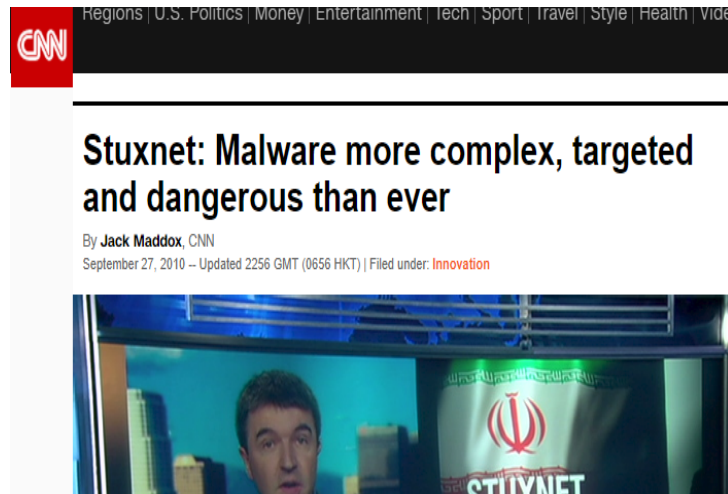 Regions | U.S. Politics | Money | Entertainment | Tech | Sport | Travel | Style | Health | Vide
CNN
Stuxnet: Malware more complex, targeted
and dangerous than ever
By Jack Maddox, CNN
September 27, 2010 -- Updated 2256 GMT (0656 HKT) | Filed under: Innovation
STUXNET